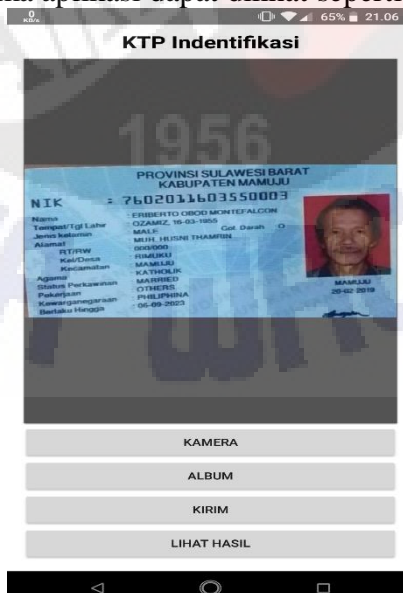 aplikasi dapat dilihat seperti
0 KB/s 65% 21.06
KTP Indentifikasi
1956
PROVINSI SULAWESI BARAT
KABUPATEN MAMUJU
NIK : 7602011603550003
Nama : ERIBERTO OBOD MONTEFALCON
Tempat/Tgl Lahir : OZAMIZ, 16-03-1955
Jenis kelamin : MALE Gol. Darah : O
Alamat : MUH. HUSNI THAMRIN
RT/RW : 000/000
Kel/Desa : RIMUKU
Kecamatan : MAMUJU
Agama : KATHOLIK
Status Perkawinan : MARRIED
Pekerjaan : OTHERS
Kewarganegaraan : PHILIPHINA
Berlaku Hingga : 05-09-2023
MAMUJU
20-02-2019
KAMERA
ALBUM
KIRIM
LIHAT HASIL